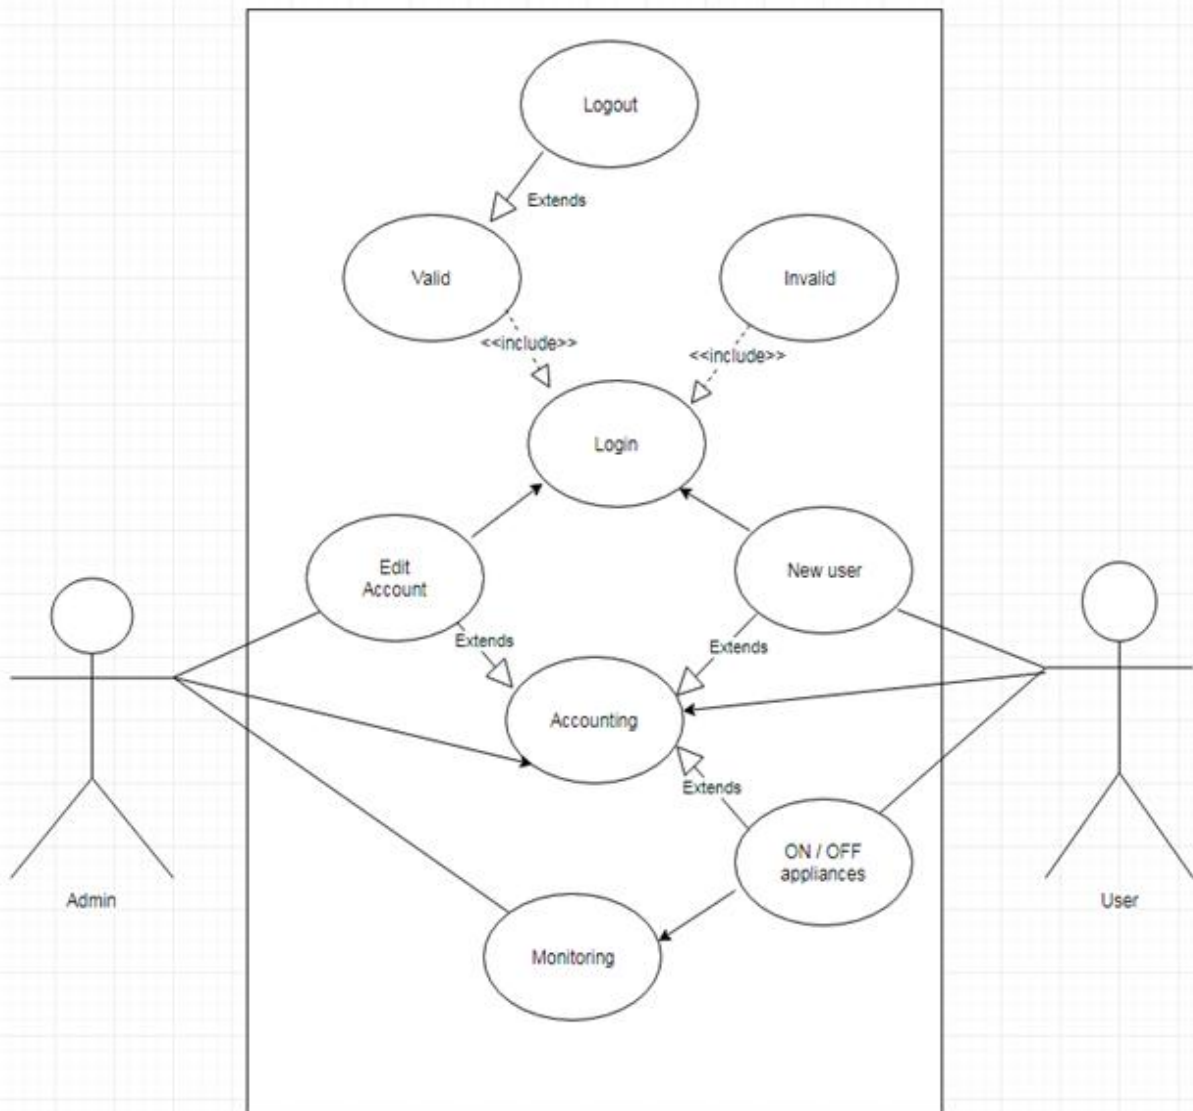 Logout
Extends
Valid
Invalid
<<include>>
<<include>>
Login
Edit
Account
New user
Extends
Extends
Accounting
Extends
ON / OFF
appliances
Admin
User
Monitoring